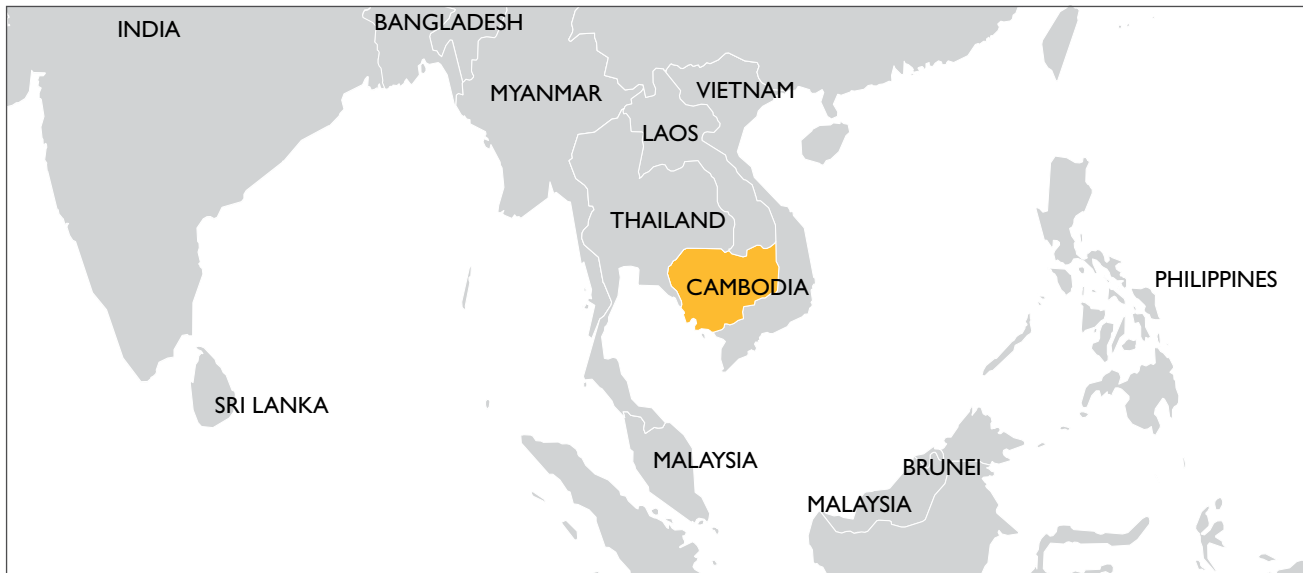 INDIA
BANGLADESH
MYANMAR
VIETNAM
LAOS
THAILAND
CAMBODIA
PHILIPPINES
SRI LANKA
MALAYSIA
BRUNEI
MALAYSIA